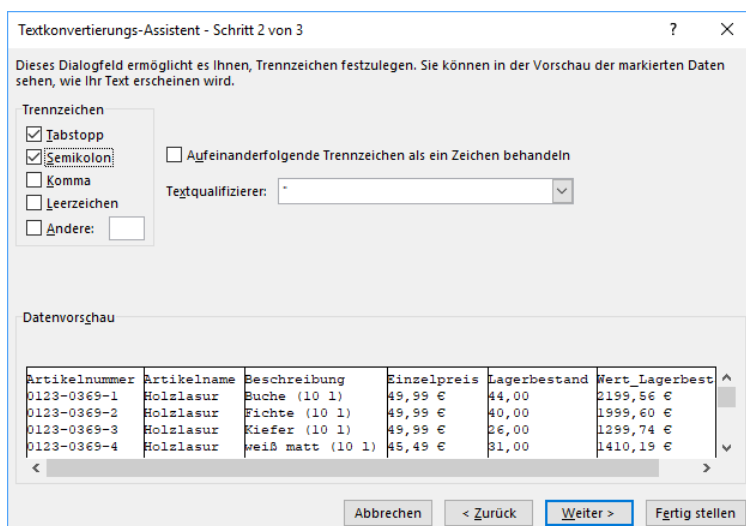 Textkonvertierungs-Assistent - Schritt 2 von 3
Dieses Dialogfeld ermöglicht es Ihnen, Trennzeichen festzulegen. Sie können in der Vorschau der markierten Daten
sehen, wie Ihr Text erscheinen wird.
Trennzeichen
Tabstopp
Semikolon
Komma
Leerzeichen
Andere:
Aufeinanderfolgende Trennzeichen als ein Zeichen behandeln
Textqualifizierer: "
Datenvorschau
Artikelnummer Artikelname Beschreibung Einzelpreis Lagerbestand Wert_Lagerbest
0123-0369-1 Holzlasur Buche (10 l) 49,99 € 44,00 2199,56 €
0123-0369-2 Holzlasur Fichte (10 l) 49,99 € 40,00 1999,60 €
0123-0369-3 Holzlasur Kiefer (10 l) 49,99 € 26,00 1299,74 €
0123-0369-4 Holzlasur weiß matt (10 l) 45,49 € 31,00 1410,19 €
Abbrechen < Zurück Weiter > Fertig stellen